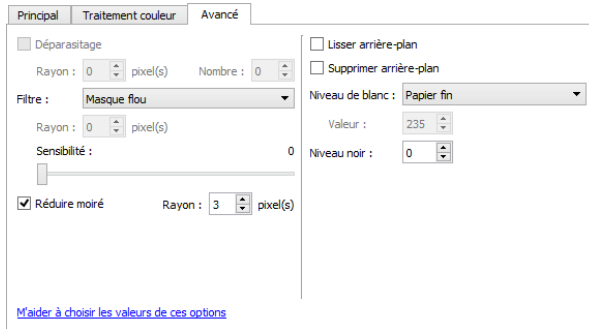 Principal Traitement couleur Avancé
Déparasitage
Rayon : 0 pixel(s) Nombre : 0
Filtre : Masque flou
Rayon : 0 pixel(s)
Sensibilité : 0
Réduire moiré Rayon : 3 pixel(s)
M'aider à choisir les valeurs de ces options
Lisser arrière-plan
Supprimer arrière-plan
Niveau de blanc : Papier fin
Valeur : 235
Niveau noir : 0